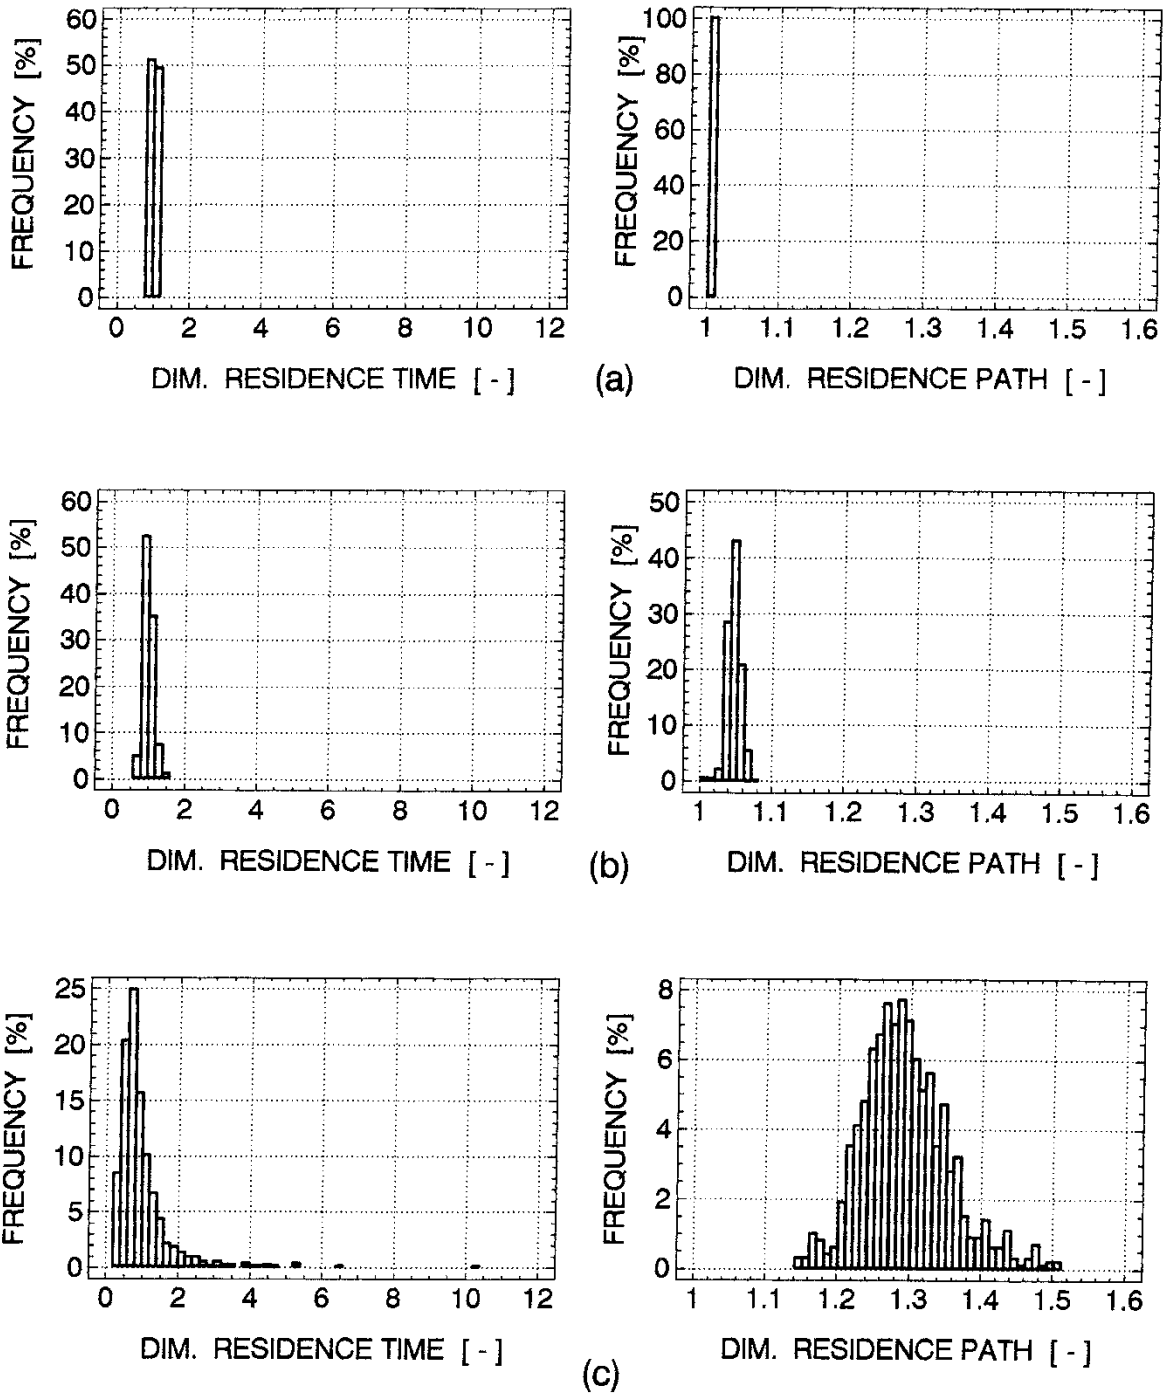 FREQUENCY [%]
60
50
40
30
20
10
0
0 2 4 6 8 10 12
DIM. RESIDENCE TIME [ - ]
FREQUENCY [%]
100
80
60
40
20
0
1 1.1 1.2 1.3 1.4 1.5 1.6
DIM. RESIDENCE PATH [ - ]
(a)
FREQUENCY [%]
60
50
40
30
20
10
0
0 2 4 6 8 10 12
DIM. RESIDENCE TIME [ - ]
FREQUENCY [%]
50
40
30
20
10
0
1 1.1 1.2 1.3 1.4 1.5 1.6
DIM. RESIDENCE PATH [ - ]
(b)
FREQUENCY [%]
25
20
15
10
5
0
0 2 4 6 8 10 12
DIM. RESIDENCE TIME [ - ]
FREQUENCY [%]
8
6
4
2
0
1 1.1 1.2 1.3 1.4 1.5 1.6
DIM. RESIDENCE PATH [ - ]
(c)